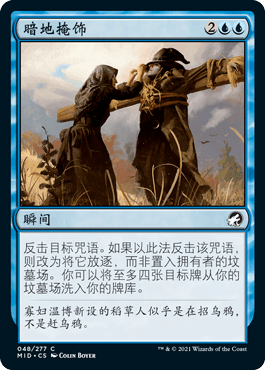 暗地掩饰 2
瞬间
反击目标咒语。如果以此法反击该咒语，
则改为将它放逐，而非置入拥有者的坟
墓场。你可以将至多四张目标牌从你的
坟墓场洗入你的牌库。
寡妇温博新设的稻草人似乎是在招乌鸦，
不是赶乌鸦。
048/277 C
MID • CS COLIN BOYER
™ & © 2021 Wizards of the Coast